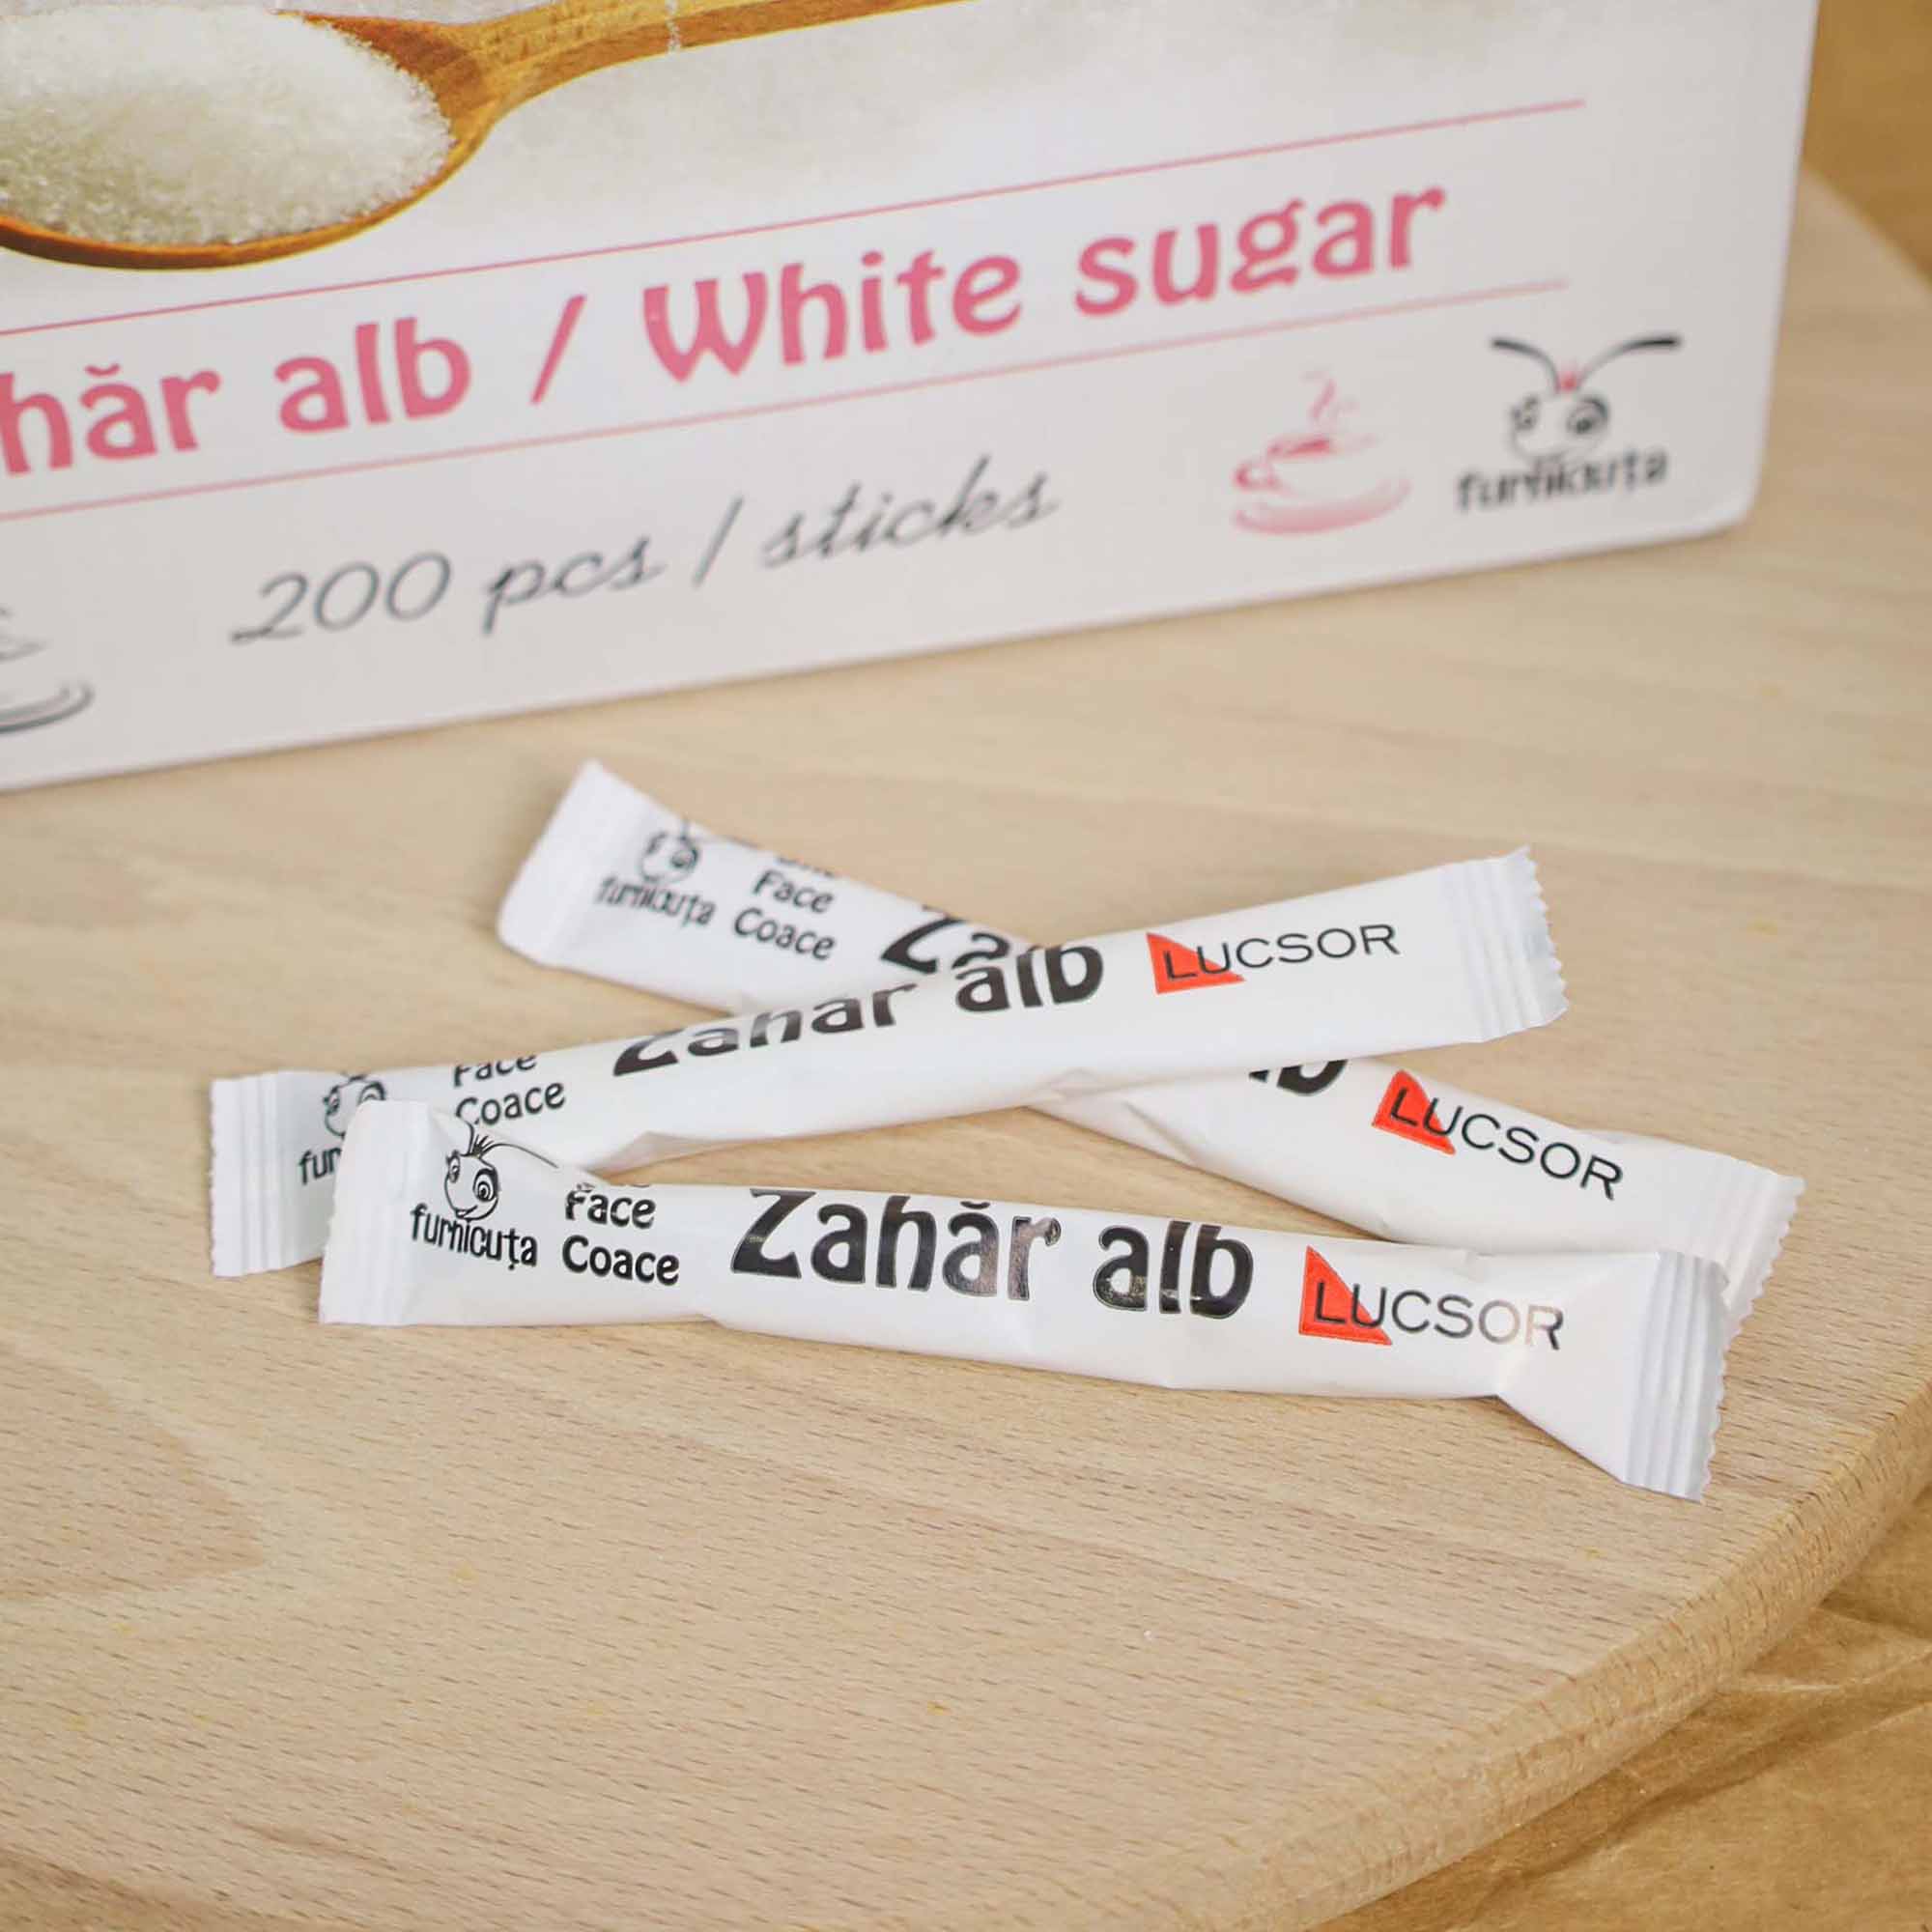 hăr alb / White sugar
200 pcs / sticks
furnicuța
furnicuța
Face
Coace
LUCSOR
Face
Coace
Zahăr alb
LUCSOR
furnicuța
Face
Coace
Zahăr alb
LUCSOR